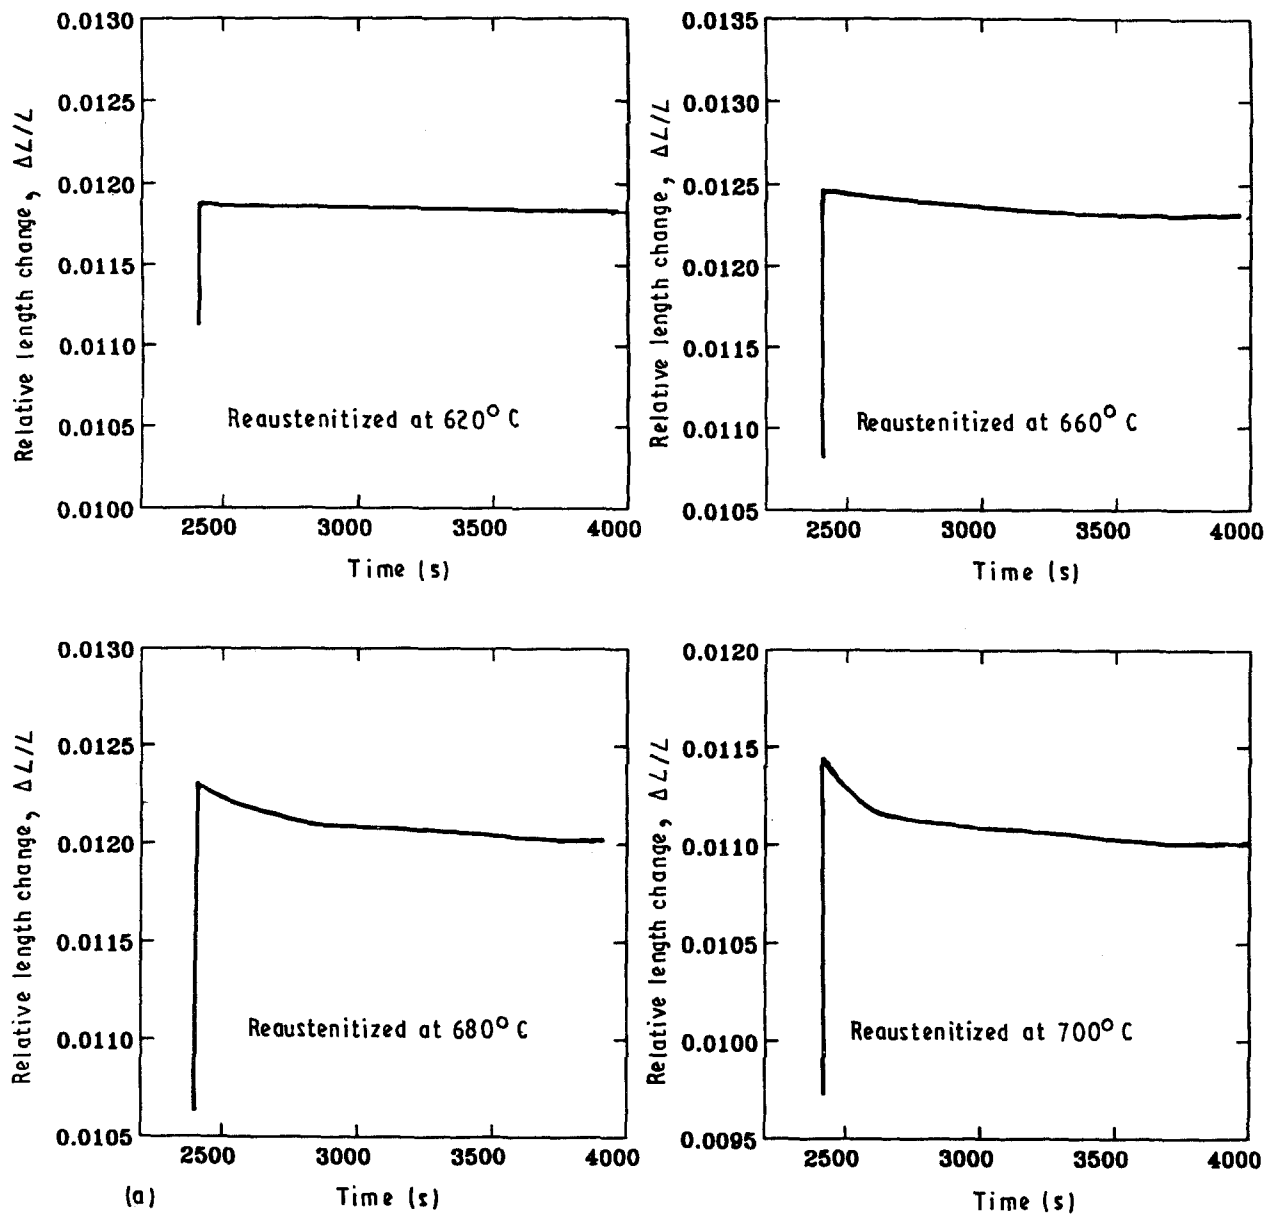 0.0130
0.0125
0.0120
0.0115
0.0110
0.0105
0.0100
Relative length change, ΔL/L
Reaustenitized at 620° C
2500 3000 3500 4000
Time (s)
0.0135
0.0130
0.0125
0.0120
0.0115
0.0110
0.0105
Relative length change, ΔL/L
Reaustenitized at 660° C
2500 3000 3500 4000
Time (s)
0.0130
0.0125
0.0120
0.0115
0.0110
0.0105
Relative length change, ΔL/L
Reaustenitized at 680° C
2500 3000 3500 4000
(a) Time (s)
0.0120
0.0115
0.0110
0.0105
0.0100
0.0095
Relative length change, ΔL/L
Reaustenitized at 700° C
2500 3000 3500 4000
Time (s)